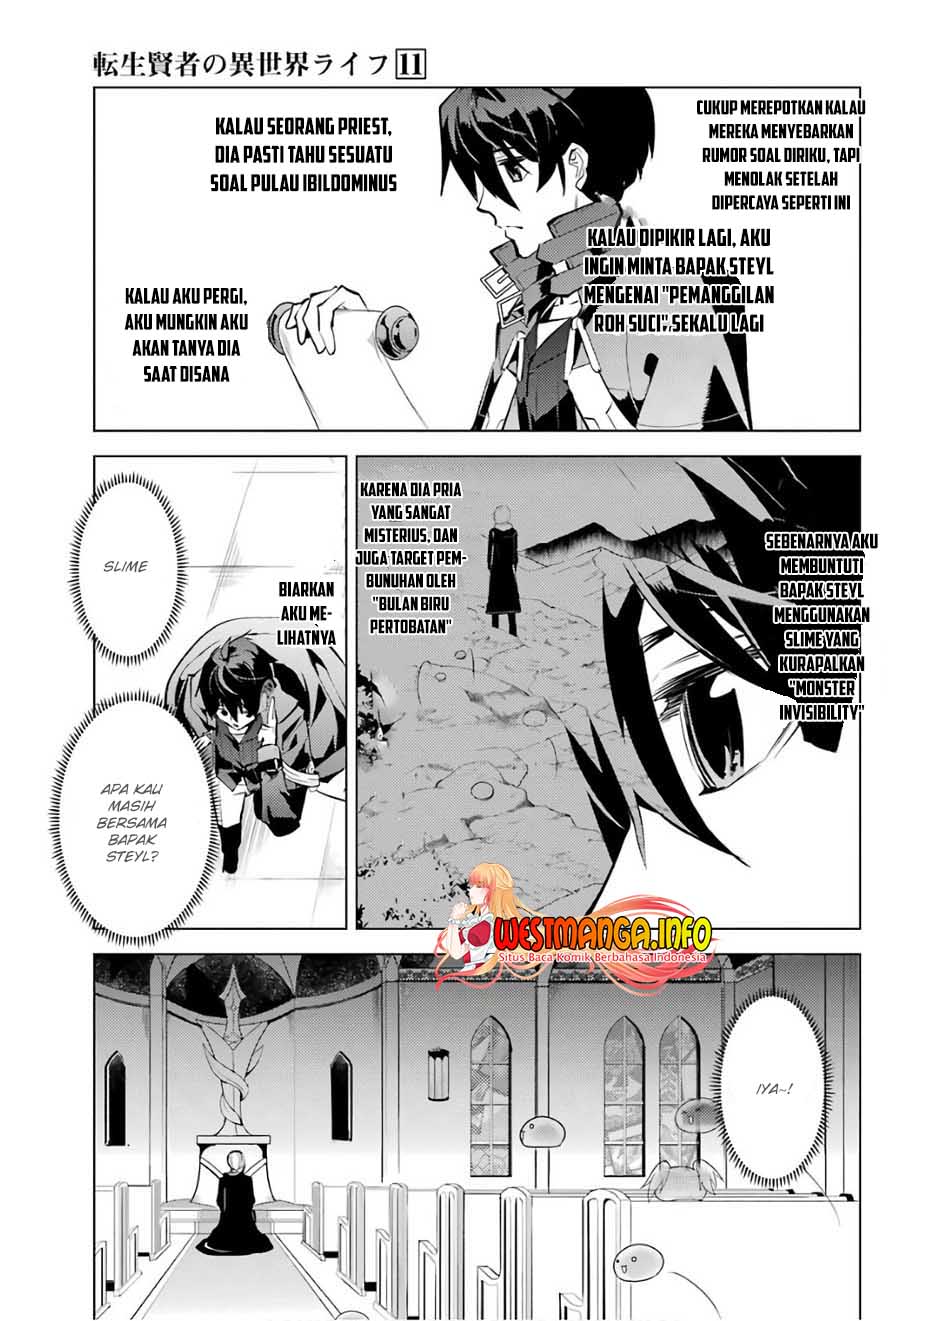 転生賢者の異世界ライフ 11
CUKUP MEREPOTKAN KALAU
MEREKA MENYEBARKAN
RUMOR SOAL DIRIKU, TAPI
MENOLAK SETELAH
DIPERCAYA SEPERTI INI
KALAU DIPIKIR LAGI, AKU
INGIN MINTA BAPAK STEYL
MENGENAI "PEMANGGILAN
ROH SUCI", SEKALU LAGI
KALAU SEORANG PRIEST,
DIA PASTI TAHU SESUATU
SOAL PULAU IBILDOMINUS
KALAU AKU PERGI,
AKU MUNGKIN AKU
AKAN TANYA DIA
SAAT DISANA
SEBENARNYA AKU
MEMBUNTUTI
BAPAK STEYL
MENGGUNAKAN
SLIME YANG
KURAPALKAN
"MONSTER
INVISIBILITY"
KARENA DIA PRIA
YANG SANGAT
MISTERIUS, DAN
JUGA TARGET PEM-
BUNUHAN OLEH
"BULAN BIRU
PERTOBATAN"
BIARKAN
AKU ME-
LIHATNYA
SLIME
APA KAU
MASIH
BERSAMA
BAPAK
STEYL?
WESTMANGA.INFO
Situs Baca Komik Berbahasa Indonesia
IYA~!